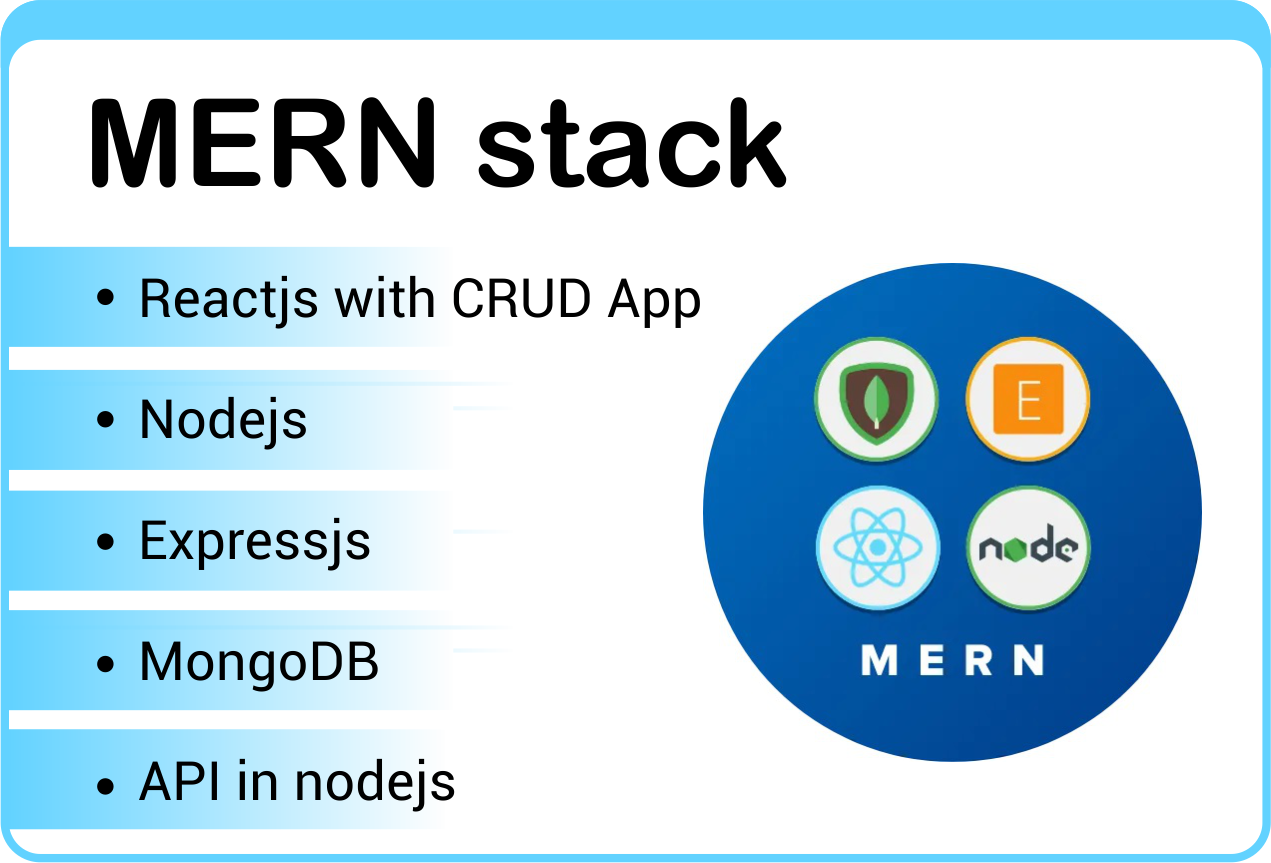 MERN stack
• Reactjs with CRUD App
• Nodejs
• Expressjs
• MongoDB
• API in nodejs
E
node
MERN